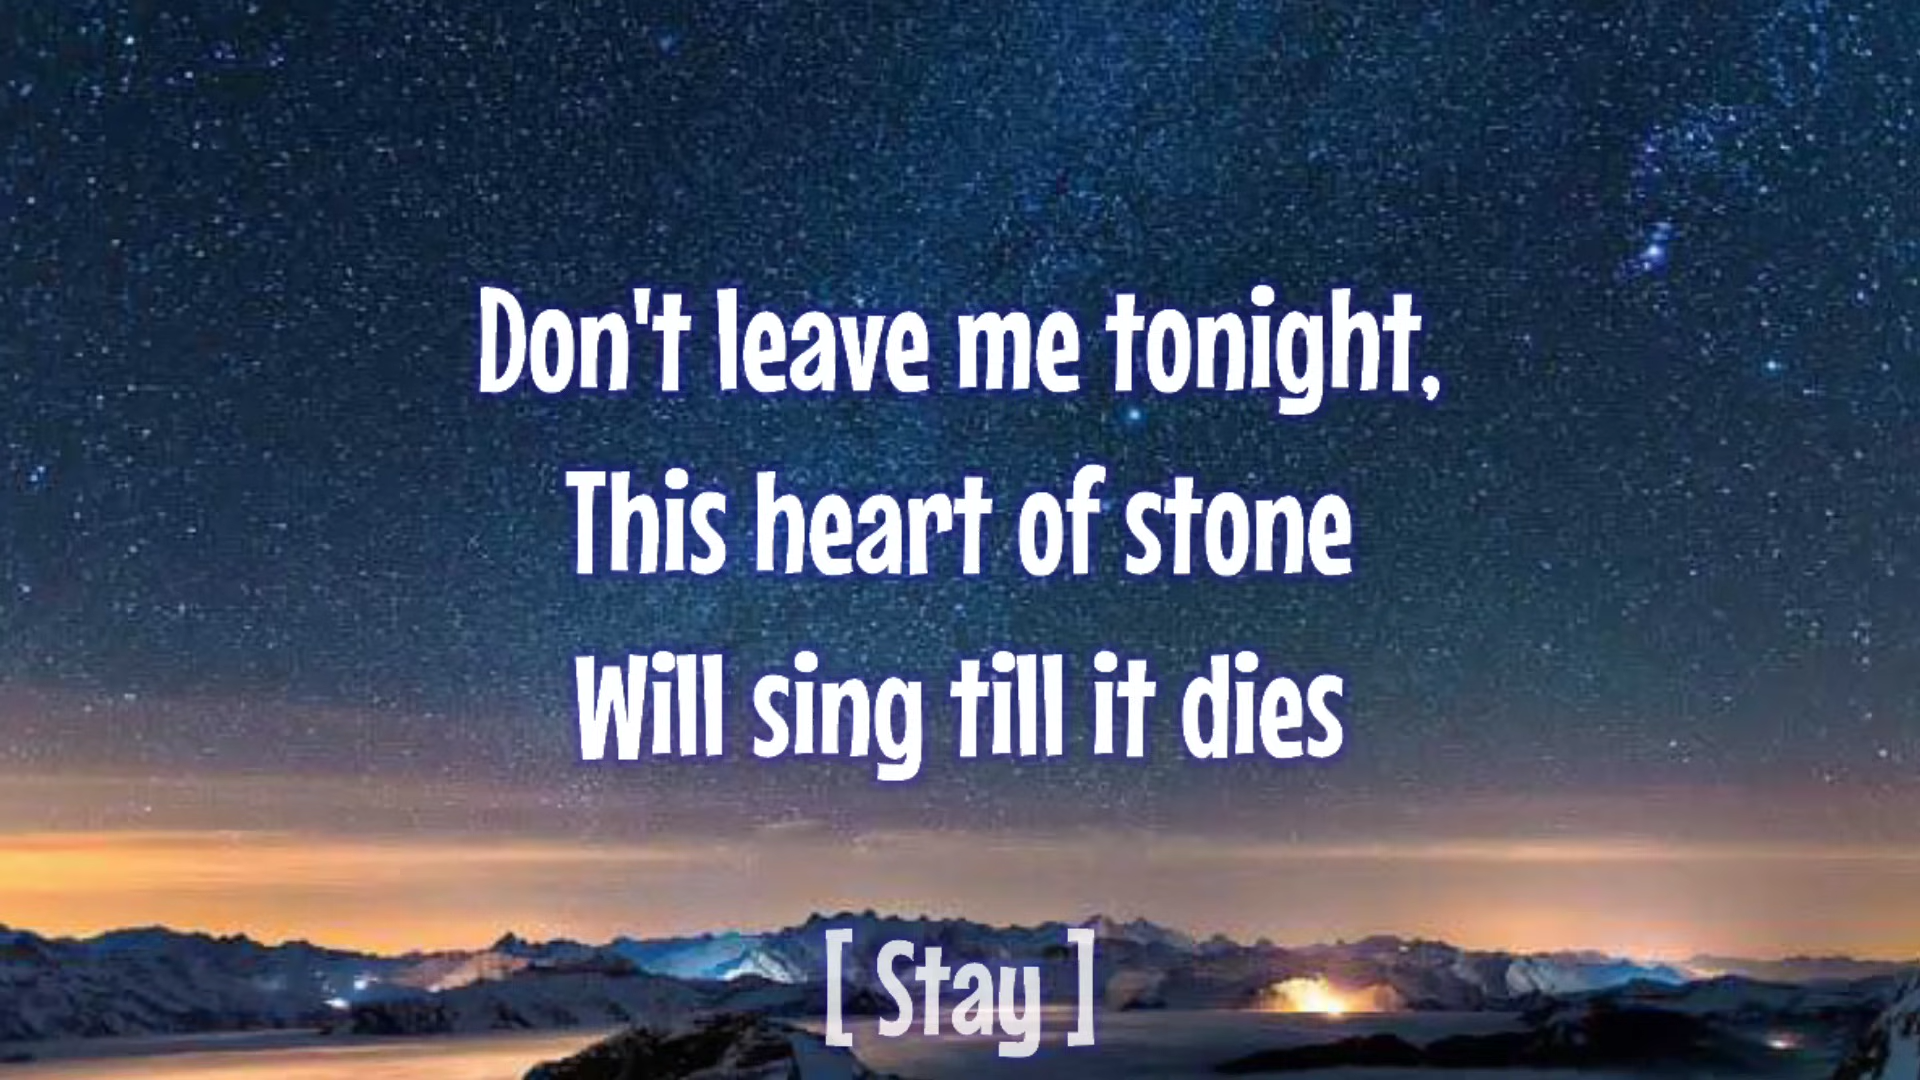 Don't leave me tonight,
This heart of stone
Will sing till it dies
[ Stay ]